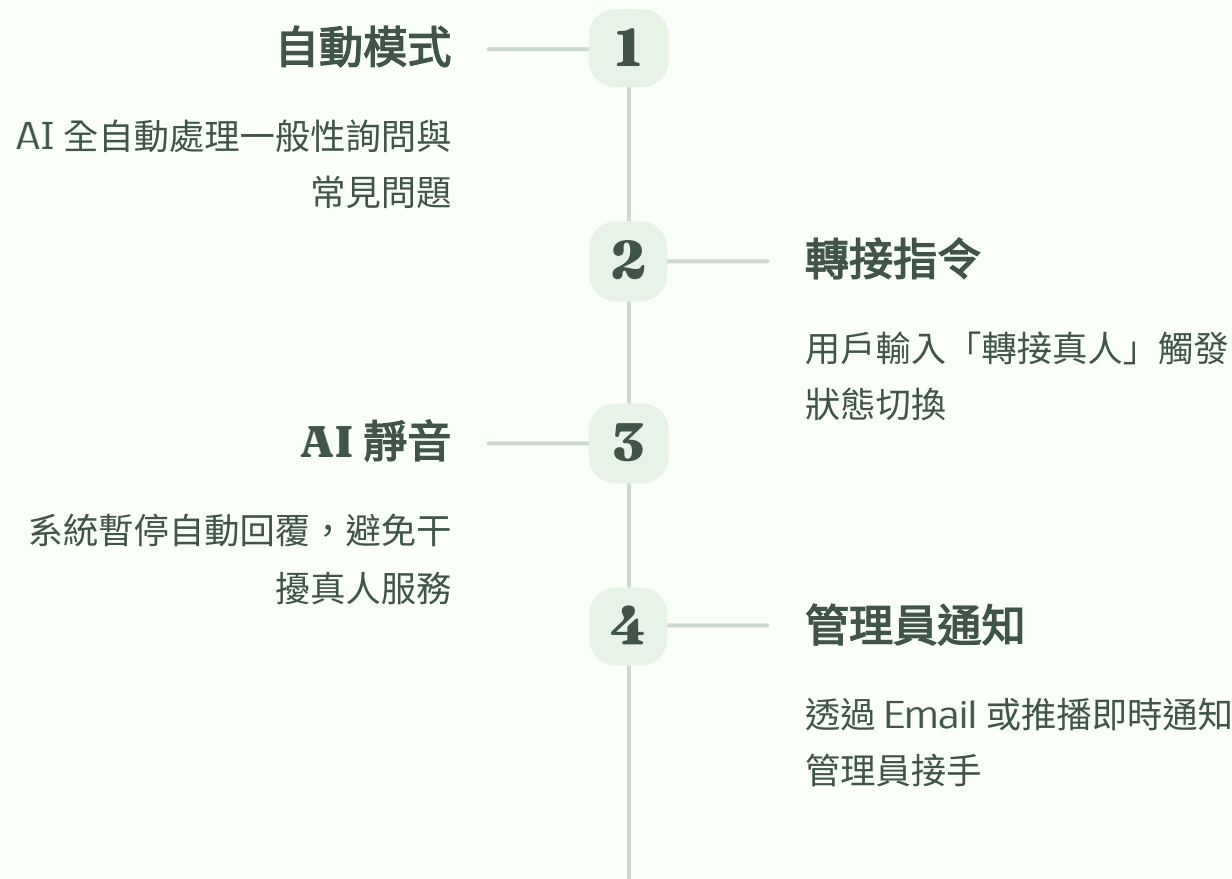 1
自動模式
AI 全自動處理一般性詢問與
常見問題
2
轉接指令
用戶輸入「轉接真人」觸發
狀態切換
3
AI 靜音
系統暫停自動回覆，避免干
擾真人服務
4
管理員通知
透過 Email 或推播即時通知
管理員接手